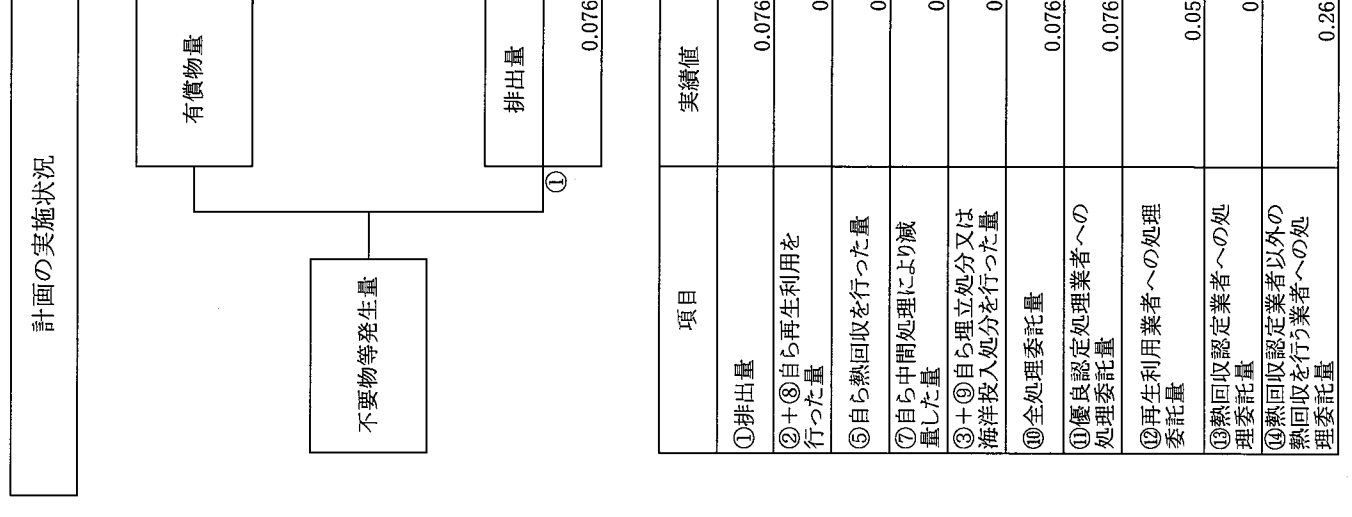 計画の実施状況
有償物量
不要物等発生量
排出量
①
0.076
項目
実績値
①排出量
0.076
②+⑧自ら再生利用を
行った量
0
⑤自ら熱回収を行った量
0
⑦自ら中間処理により減
量した量
0
③+⑨自ら埋立処分又は
海洋投入処分を行った量
0
⑩全処理委託量
0.076
⑪優良認定処理業者への
処理委託量
0.076
⑫再生利用業者への処理
委託量
0.05
⑬熱回収認定業者への処
理委託量
0
⑭熱回収認定業者以外の
熱回収を行う業者への処
理委託量
0.26